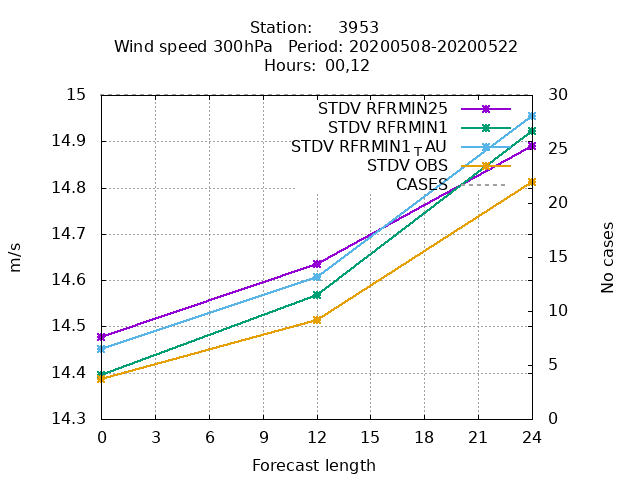 Station: 3953
Wind speed 300hPa Period: 20200508-20200522
Hours: 00,12
15
14.9
14.8
14.7
14.6
14.5
14.4
14.3
m/s
STDV RFRMIN25
STDV RFRMIN1
STDV RFRMIN1TAU
STDV OBS
CASES
30
25
20
15
10
5
0
No cases
0 3 6 9 12 15 18 21 24
Forecast length